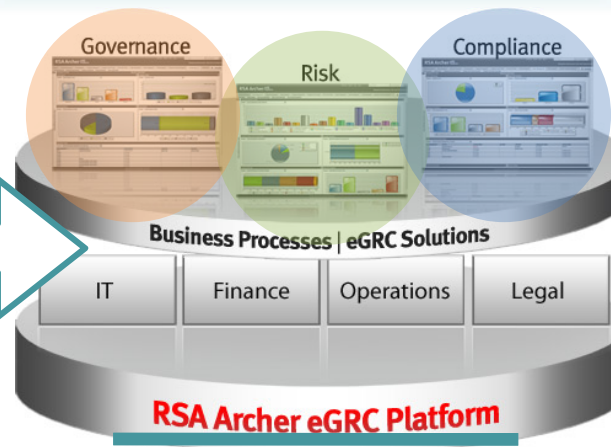 Governance
Risk
Compliance
Business Processes | eGRC Solutions
IT
Finance
Operations
Legal
RSA Archer eGRC Platform